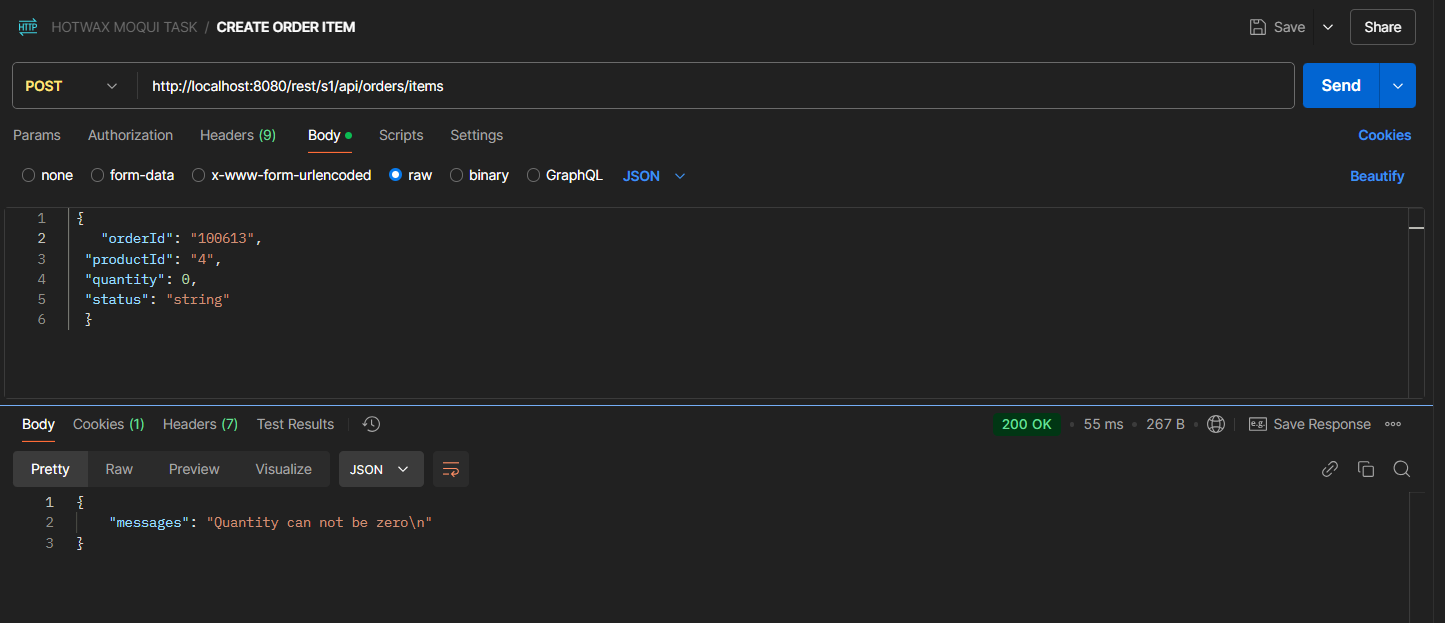 HTTP HOTWAX MOQUI TASK / CREATE ORDER ITEM Save Share
POST http://localhost:8080/rest/s1/api/orders/items Send
Params Authorization Headers (9) Body Scripts Settings Cookies
none form-data x-www-form-urlencoded raw binary GraphQL JSON Beautify
1 {
2 "orderId": "100613",
3 "productId": "4",
4 "quantity": 0,
5 "status": "string"
6 }
Body Cookies (1) Headers (7) Test Results 200 OK • 55 ms • 267 B • e.g. Save Response
Pretty Raw Preview Visualize JSON
1 {
2 "messages": "Quantity can not be zero\n"
3 }